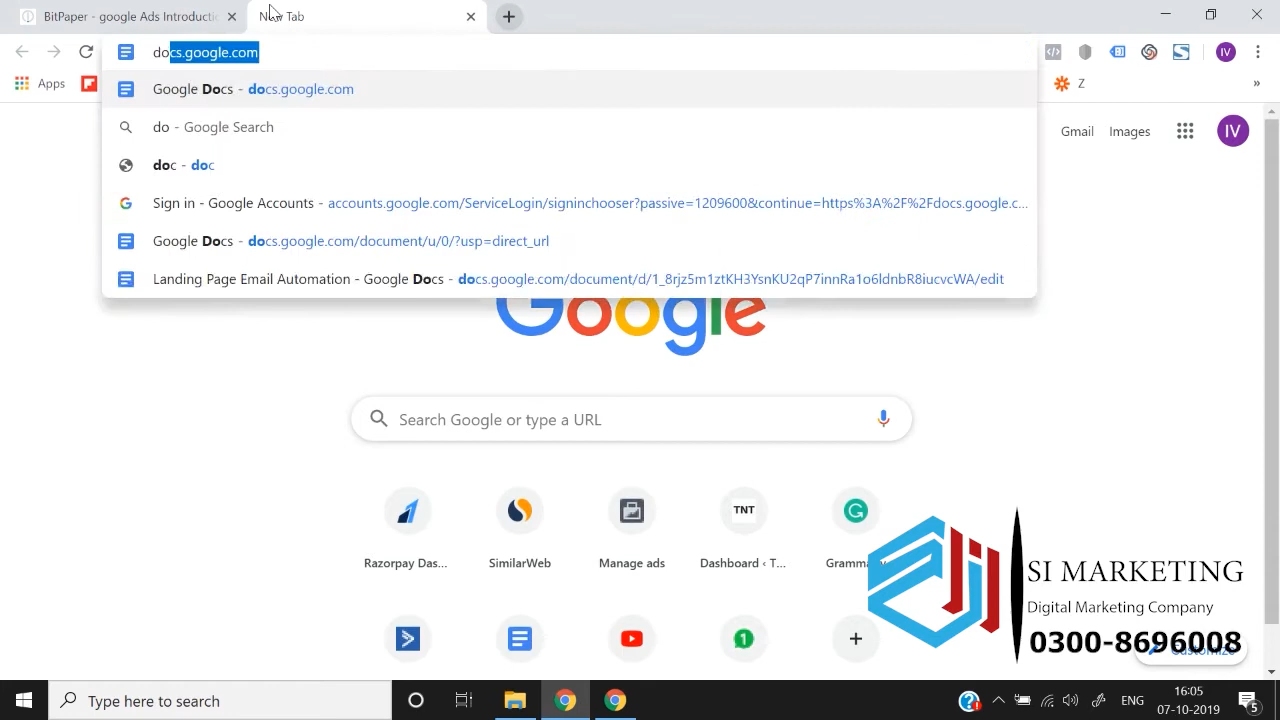 BitPaper - google Ads Introducti
New Tab
docs.google.com
Apps
Z
»
Google Docs - docs.google.com
do - Google Search
doc - doc
Sign in - Google Accounts - accounts.google.com/ServiceLogin/signinchooser?passive=1209600&continue=https%3A%2F%2Fdocs.google.c...
Google Docs - docs.google.com/document/u/0/?usp=direct_url
Landing Page Email Automation - Google Docs - docs.google.com/document/d/1_8rjz5m1ztKH3YsnKU2qP7innRa1o6ldnbR8iucvcWA/edit
IV
Gmail Images
IV
Google
Search Google or type a URL
TNT
Razorpay Das...
SimilarWeb
Manage ads
Dashboard ‹ T...
SI MARKETING
Digital Marketing Company
0300-8696008
Type here to search
ENG
16:05
07-10-2019
5